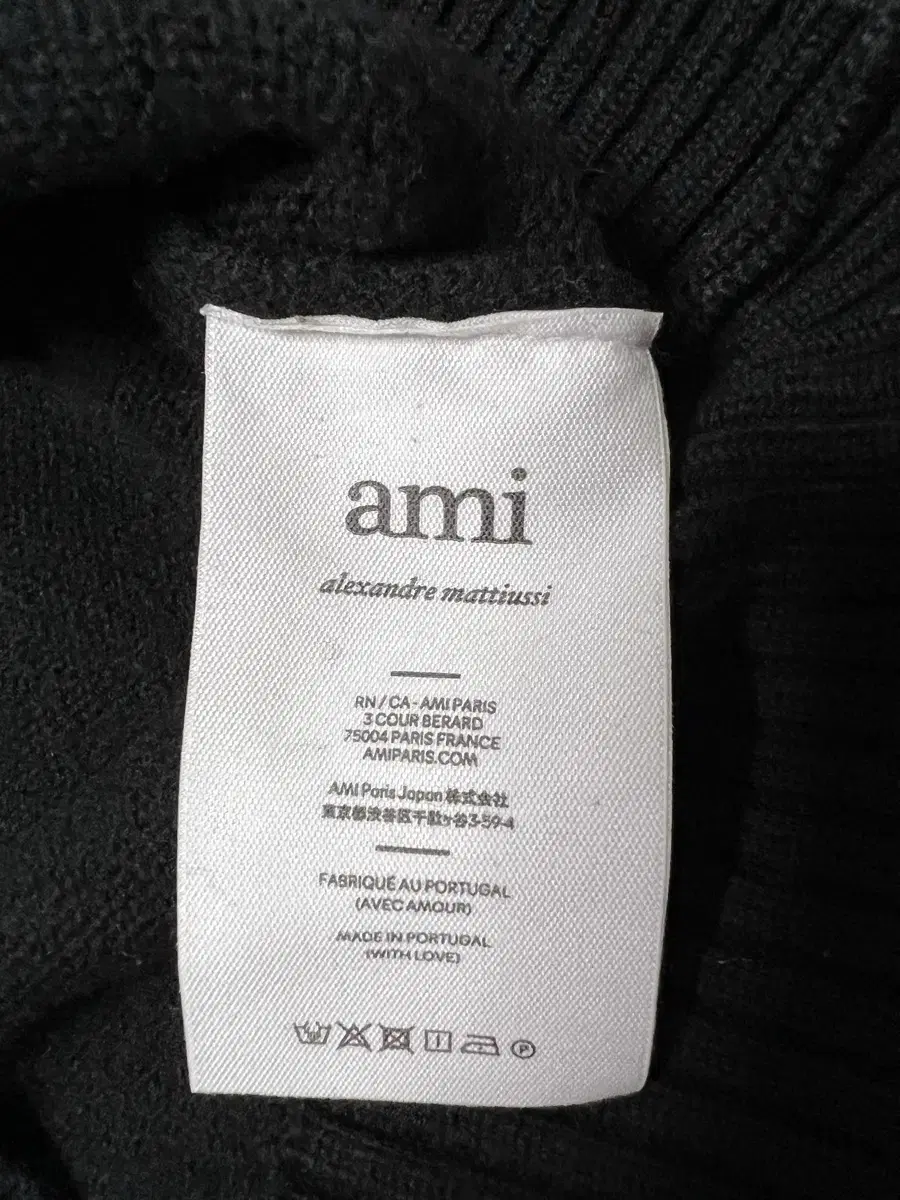 ami
alexandre mattiussi
RN / CA - AMI PARIS
3 COUR BERARD
75004 PARIS FRANCE
AMIPARIS.COM
AMI Paris Japan 株式会社
東京都渋谷区千駄ヶ谷3-59-4
FABRIQUÉ AU PORTUGAL
(AVEC AMOUR)
MADE IN PORTUGAL
(WITH LOVE)
P